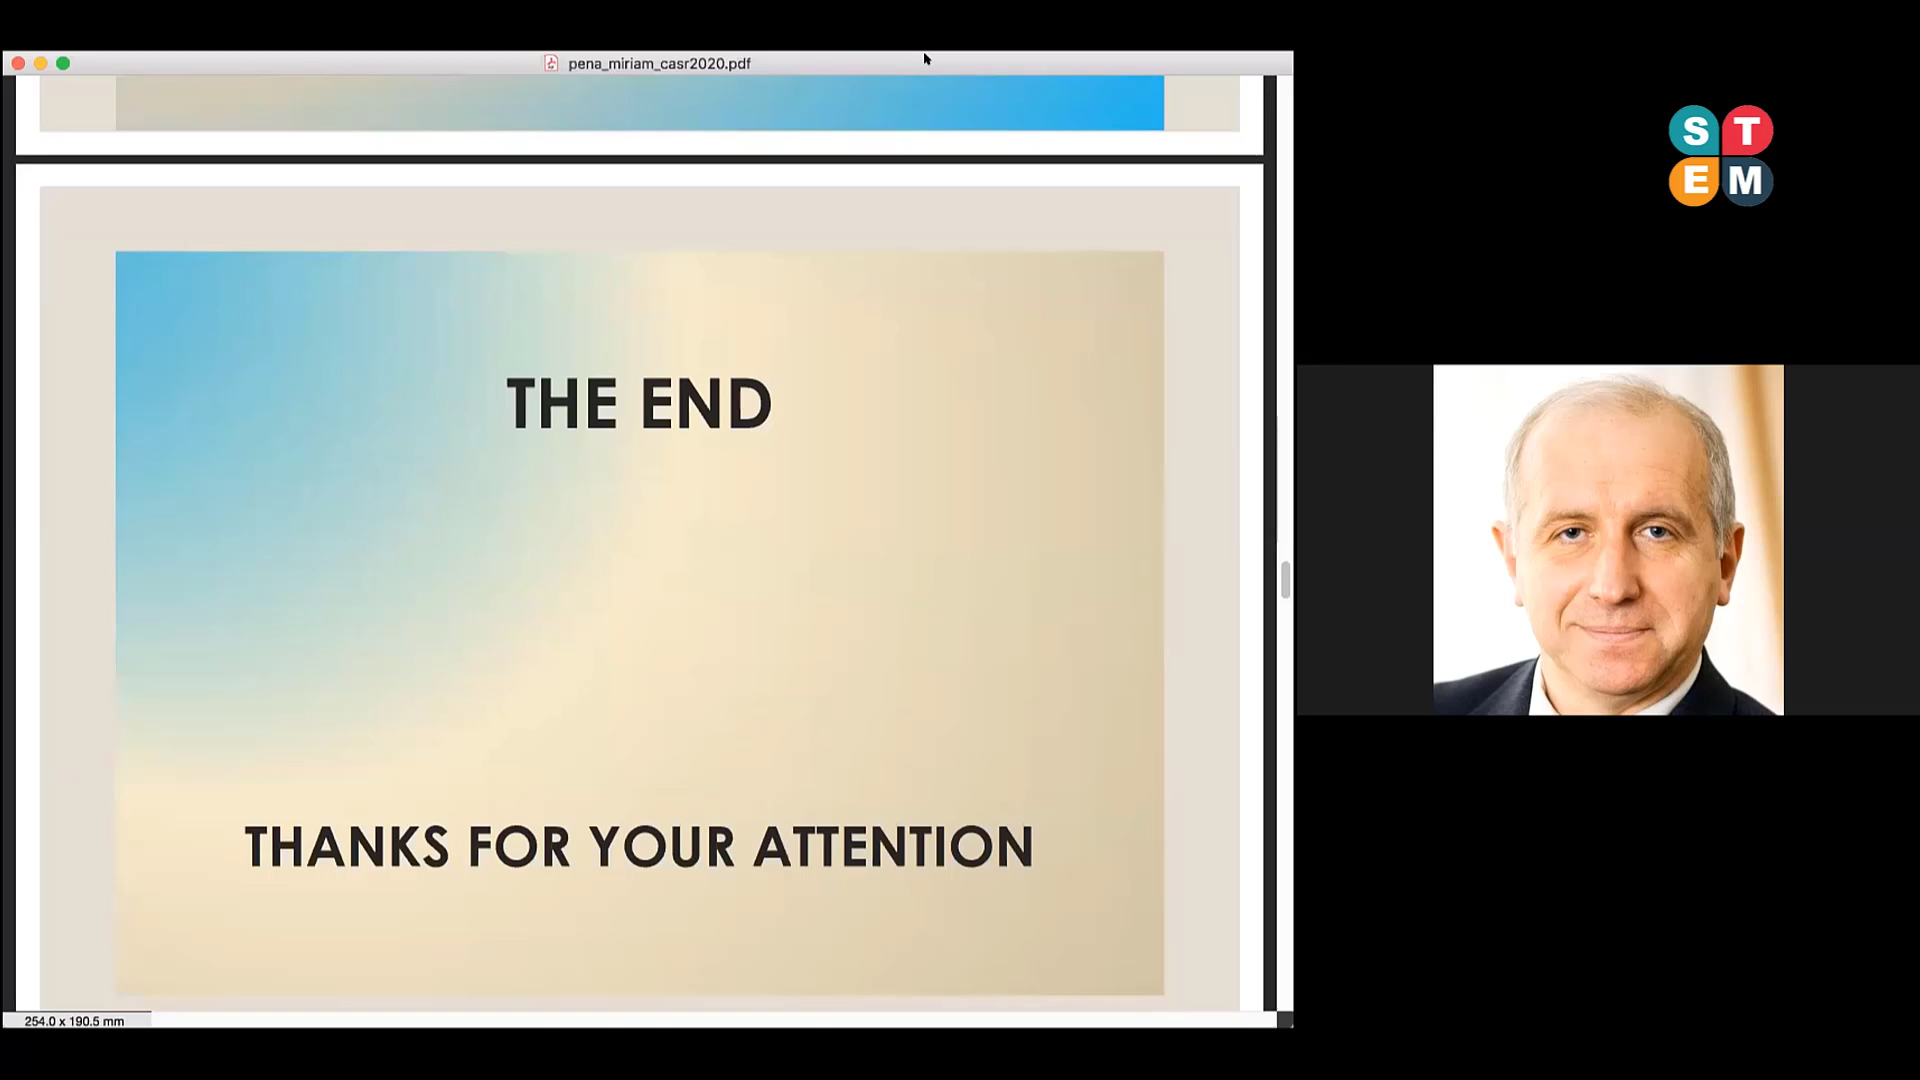 pena_miriam_casr2020.pdf
S T
E M
THE END
THANKS FOR YOUR ATTENTION
254.0 x 190.5 mm